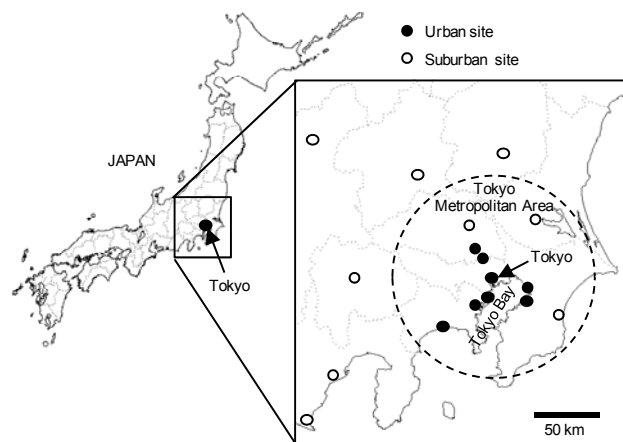 Urban site
Suburban site
JAPAN
Tokyo
Tokyo
Metropolitan Area
Tokyo
Tokyo Bay
50 km